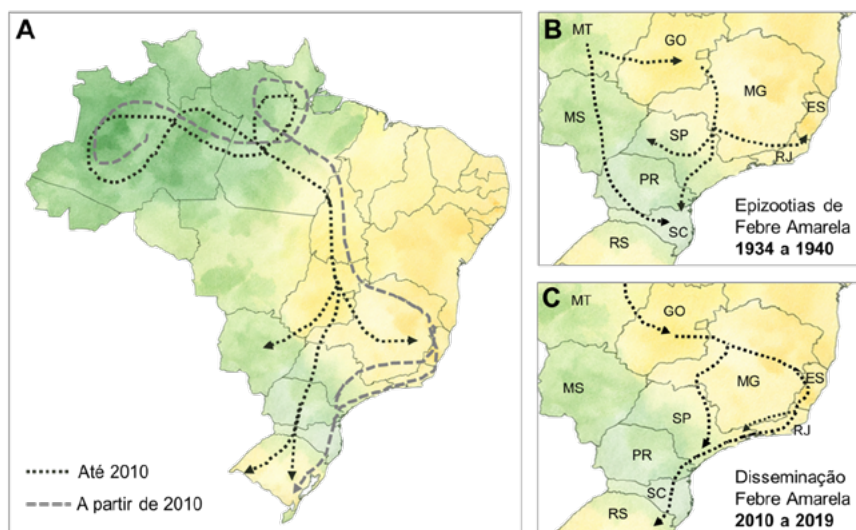 A
Até 2010
A partir de 2010
B
MT
GO
MS
MG
ES
SP
RJ
PR
SC
RS
Epizootias de
Febre Amarela
1934 a 1940
C
MT
GO
MS
MG
ES
SP
RJ
PR
SC
RS
Disseminação
Febre Amarela
2010 a 2019